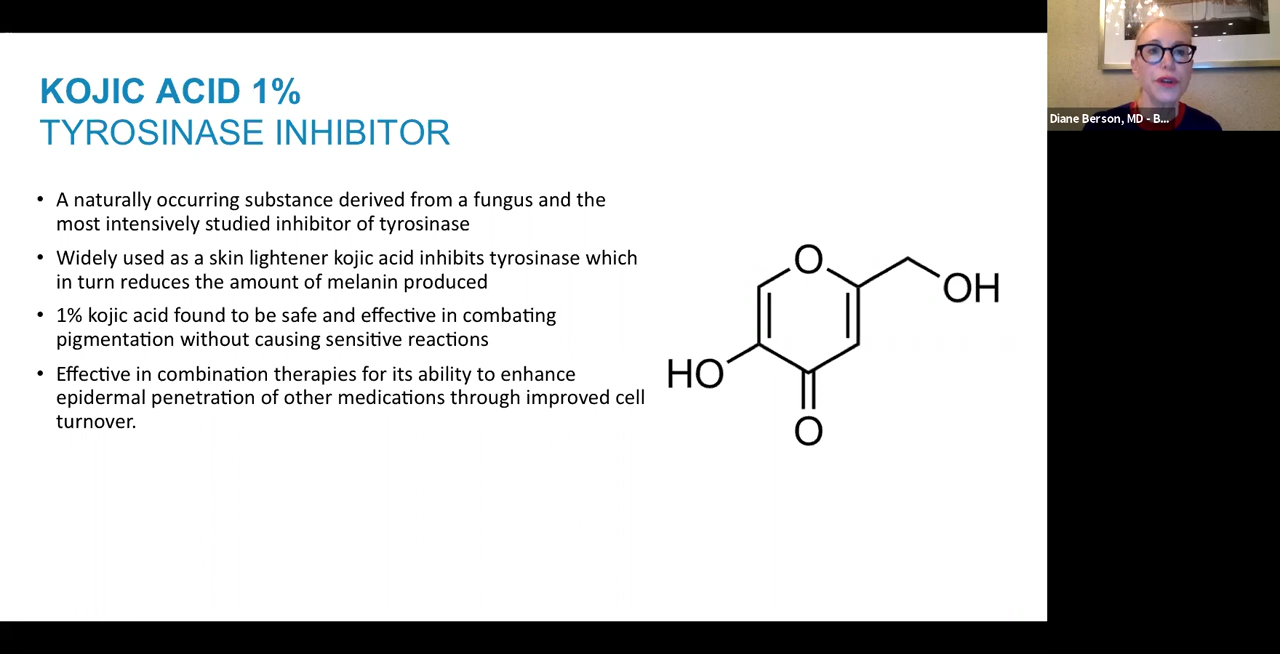 KOJIC ACID 1%
TYROSINASE INHIBITOR
• A naturally occurring substance derived from a fungus and the
most intensively studied inhibitor of tyrosinase
• Widely used as a skin lightener kojic acid inhibits tyrosinase which
in turn reduces the amount of melanin produced
• 1% kojic acid found to be safe and effective in combating
pigmentation without causing sensitive reactions
• Effective in combination therapies for its ability to enhance
epidermal penetration of other medications through improved cell
turnover.
O
OH
HO
O
Diane Berson, MD - B...